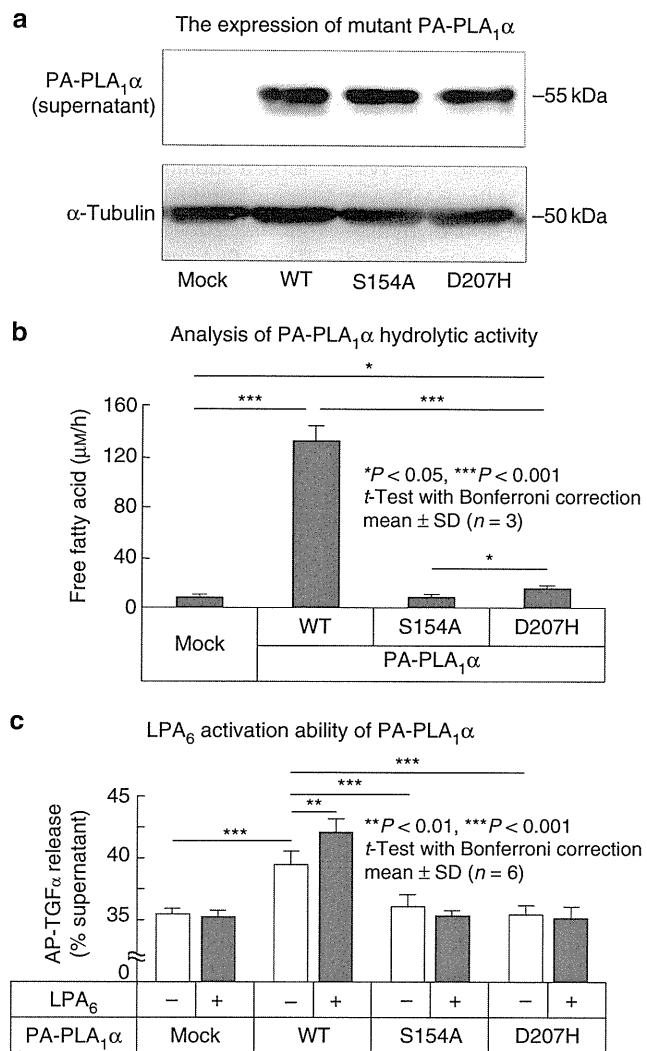 a
The expression of mutant PA-PLA₁α
PA-PLA₁α
(supernatant)
–55 kDa
α-Tubulin
–50 kDa
Mock WT S154A D207H
b
Analysis of PA-PLA₁α hydrolytic activity
*
*** ***
Free fatty acid (μM/h)
160
120
80
40
0
*P < 0.05, ***P < 0.001
t-Test with Bonferroni correction
mean ± SD (n = 3)
*
Mock WT S154A D207H
PA-PLA₁α
c
LPA₆ activation ability of PA-PLA₁α
***
***
**
***
AP-TGFα release
(% supernatant)
45
40
35
0
**P < 0.01, ***P < 0.001
t-Test with Bonferroni correction
mean ± SD (n = 6)
LPA₆ – + – + – + – +
PA-PLA₁α Mock WT S154A D207H